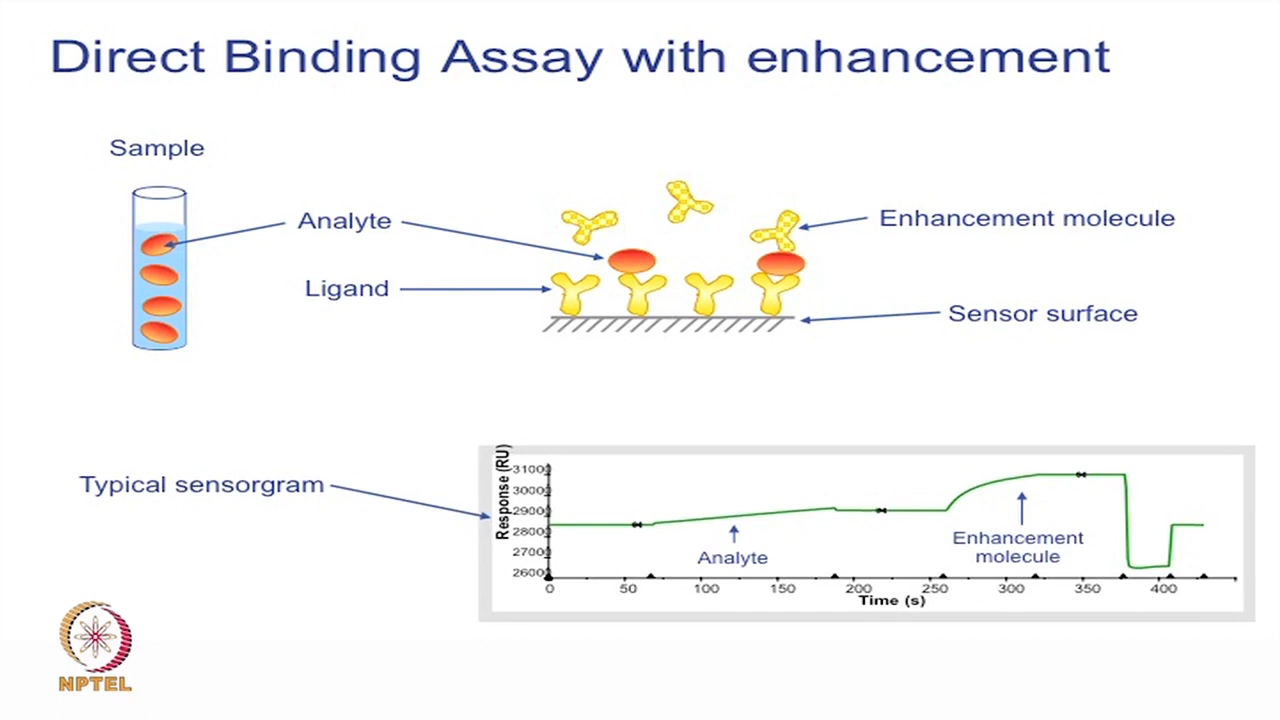 Direct Binding Assay with enhancement
Sample
Analyte
Enhancement molecule
Ligand
Sensor surface
Typical sensorgram
Response (RU)
31000
30000
29000
28000
27000
26000
Analyte
Enhancement
molecule
0 50 100 150 200 250 300 350 400
Time (s)
NPTEL